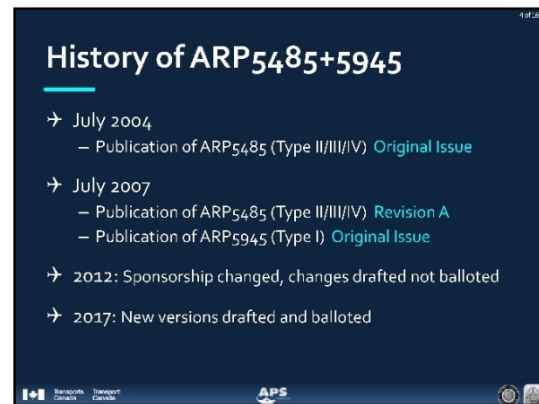 4 of 16
History of ARP5485+5945
July 2004
– Publication of ARP5485 (Type II/III/IV) Original Issue
July 2007
– Publication of ARP5485 (Type II/III/IV) Revision A
– Publication of ARP5945 (Type I) Original Issue
2012: Sponsorship changed, changes drafted not balloted
2017: New versions drafted and balloted
Transports Canada Transport Canada
APS